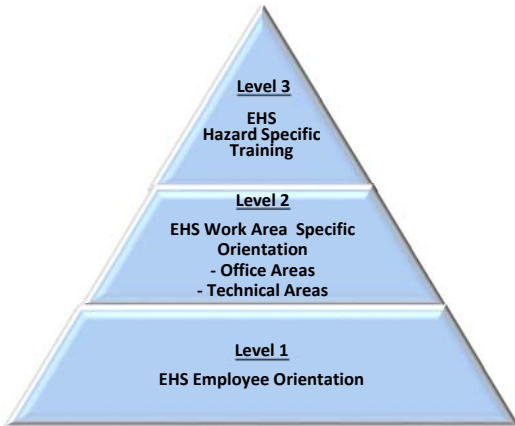 Level 3
EHS
Hazard Specific
Training
Level 2
EHS Work Area Specific
Orientation
- Office Areas
- Technical Areas
Level 1
EHS Employee Orientation